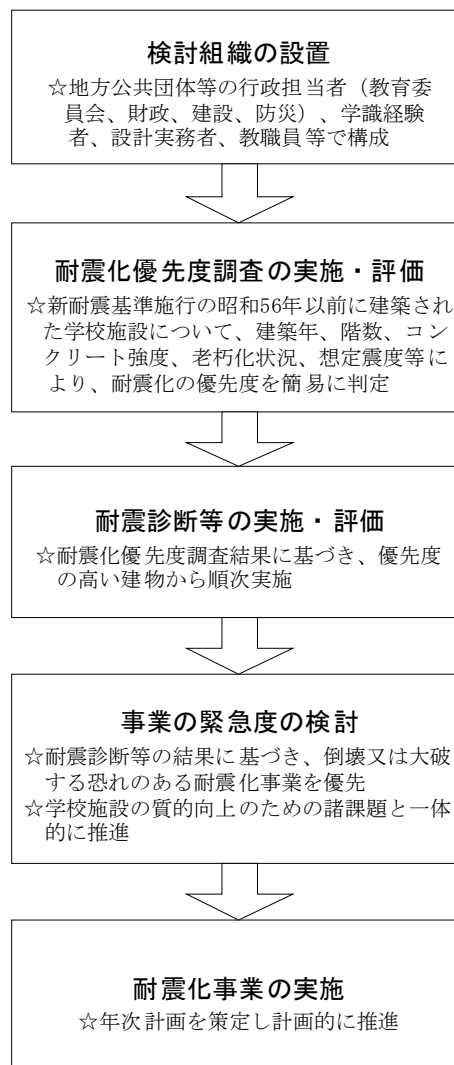 検討組織の設置
☆地方公共団体等の行政担当者（教育委
員会、財政、建設、防災）、学識経験
者、設計実務者、教職員等で構成
耐震化優先度調査の実施・評価
☆新耐震基準施行の昭和56年以前に建築され
た学校施設について、建築年、階数、コン
クリート強度、老朽化状況、想定震度等に
より、耐震化の優先度を簡易に判定
耐震診断等の実施・評価
☆耐震化優先度調査結果に基づき、優先度
の高い建物から順次実施
事業の緊急度の検討
☆耐震診断等の結果に基づき、倒壊又は大破
する恐れのある耐震化事業を優先
☆学校施設の質的向上のための諸課題と一体
的に推進
耐震化事業の実施
☆年次計画を策定し計画的に推進